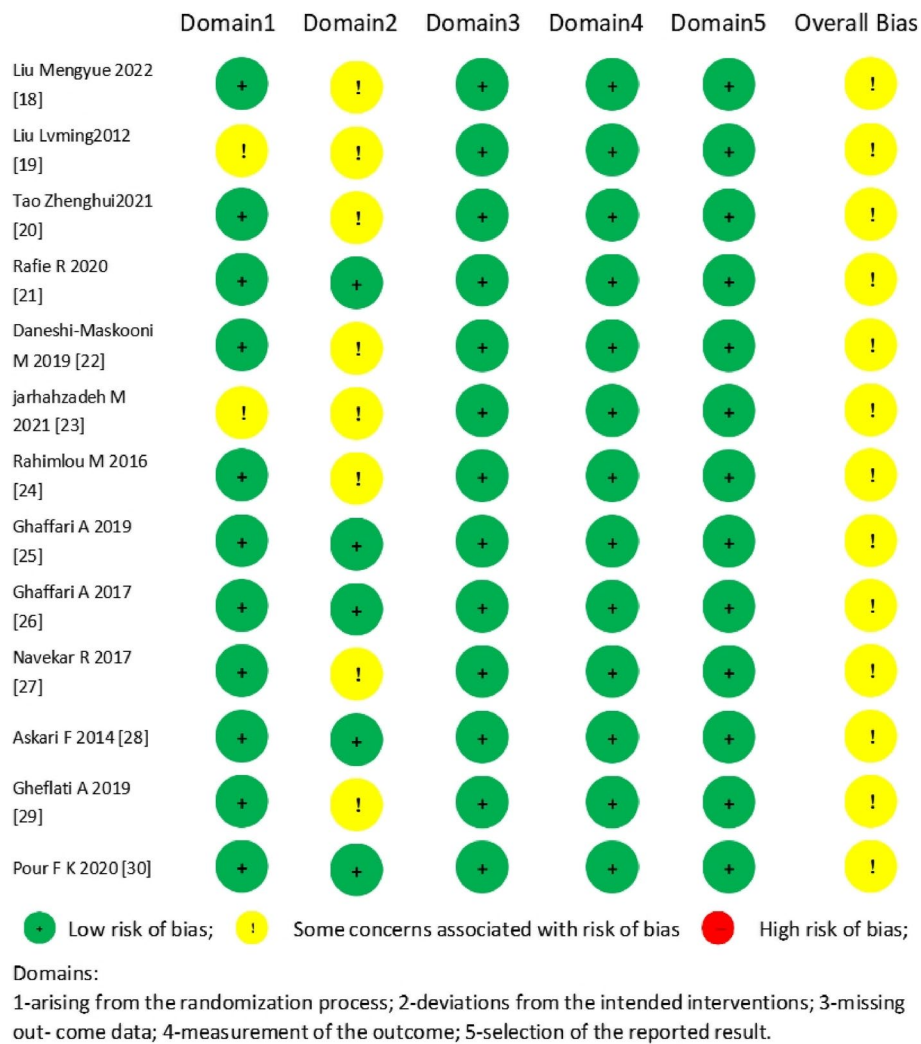 Domain1 Domain2 Domain3 Domain4 Domain5 Overall Bias
Liu Mengyue 2022
[18]
+ ! + + + !
Liu Lvming2012
[19]
! ! + + + !
Tao Zhenghui2021
[20]
+ ! + + + !
Rafie R 2020
[21]
+ + + + + !
Daneshi-Maskooni
M 2019 [22]
+ ! + + + !
jarhahzadeh M
2021 [23]
! ! + + + !
Rahimlou M 2016
[24]
+ ! + + + !
Ghaffari A 2019
[25]
+ + + + + !
Ghaffari A 2017
[26]
+ + + + + !
Navekar R 2017
[27]
+ ! + + + !
Askari F 2014 [28]
+ + + + + !
Gheflati A 2019
[29]
+ ! + + + !
Pour F K 2020 [30]
+ + + + + !
+ Low risk of bias; ! Some concerns associated with risk of bias - High risk of bias;
Domains:
1-arising from the randomization process; 2-deviations from the intended interventions; 3-missing
out- come data; 4-measurement of the outcome; 5-selection of the reported result.